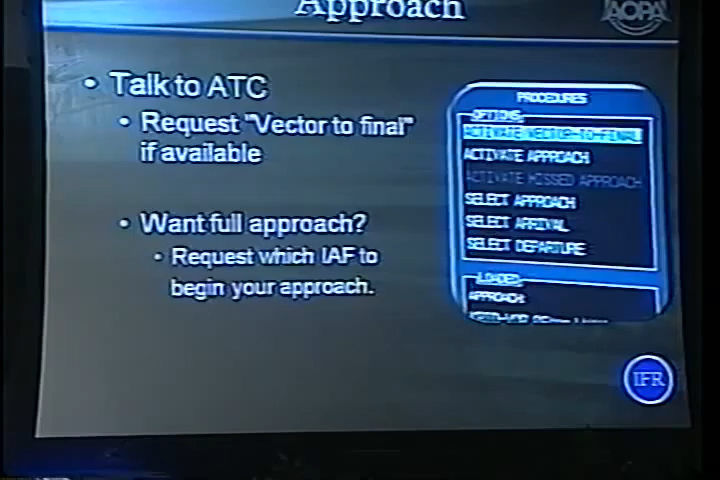 Approach
AOPA
• Talk to ATC
• Request "Vector to final"
if available
• Want full approach?
• Request which IAF to
begin your approach.
PROCEDURES
OPTIONS
ACTIVATE VECTOR-TO-FINAL
ACTIVATE APPROACH
ACTIVATE MISSED APPROACH
SELECT APPROACH
SELECT ARRIVAL
SELECT DEPARTURE
LOADED
APPROACH:
IFR